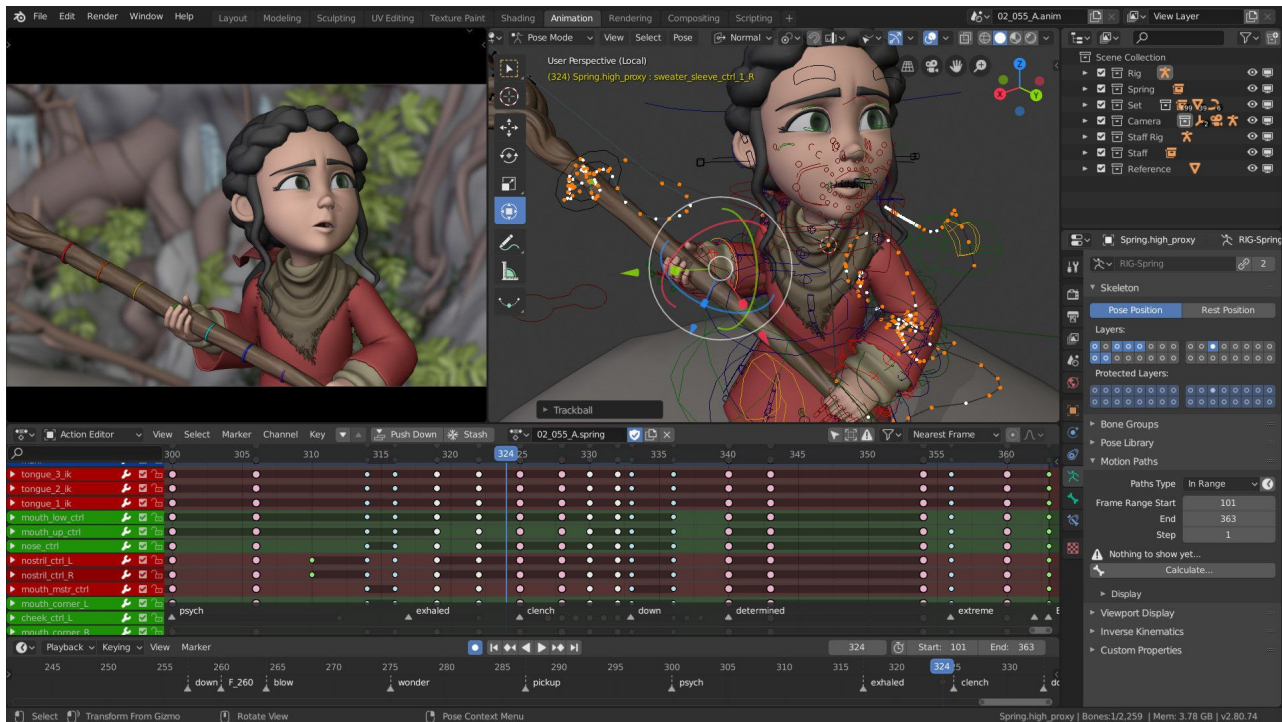 File Edit Render Window Help Layout Modeling Sculpting UV Editing Texture Paint Shading Animation Rendering Compositing Scripting + 02_055_A.anim View Layer
Pose Mode View Select Pose Normal
User Perspective (Local)
(324) Spring.high_proxy : sweater_sleeve_ctrl_1_R
Z
X
Y
Trackball
Scene Collection
Rig
Spring
Set 99 39 6
Camera 2
Staff Rig
Staff
Reference
Spring.high_proxy RIG-Spring
RIG-Spring 2
Skeleton
Pose Position Rest Position
Layers:
Protected Layers:
Bone Groups
Pose Library
Motion Paths
Paths Type In Range
Frame Range Start 101
End 363
Step 1
Nothing to show yet...
Calculate...
Display
Viewport Display
Inverse Kinematics
Custom Properties
Action Editor View Select Marker Channel Key Push Down Stash 02_055_A.spring Nearest Frame
300 305 310 315 320 324 325 330 335 340 345 350 355 360
tongue_3_ik
tongue_2_ik
tongue_1_ik
mouth_low_ctrl
mouth_up_ctrl
nose_ctrl
nostril_ctrl_L
nostril_ctrl_R
mouth_mstr_ctrl
mouth_corner_L
cheek_ctrl_L
mouth_corner_R
psych exhaled clench down determined extreme
Playback Keying View Marker 324 Start: 101 End: 363
245 250 255 260 265 270 275 280 285 290 295 300 305 310 315 320 324 330
down F_260 blow wonder pickup psych exhaled clench
Select Transform From Gizmo Rotate View Pose Context Menu Spring.high_proxy | Bones:1/2,259 | Mem: 3.78 GB | v2.80.74